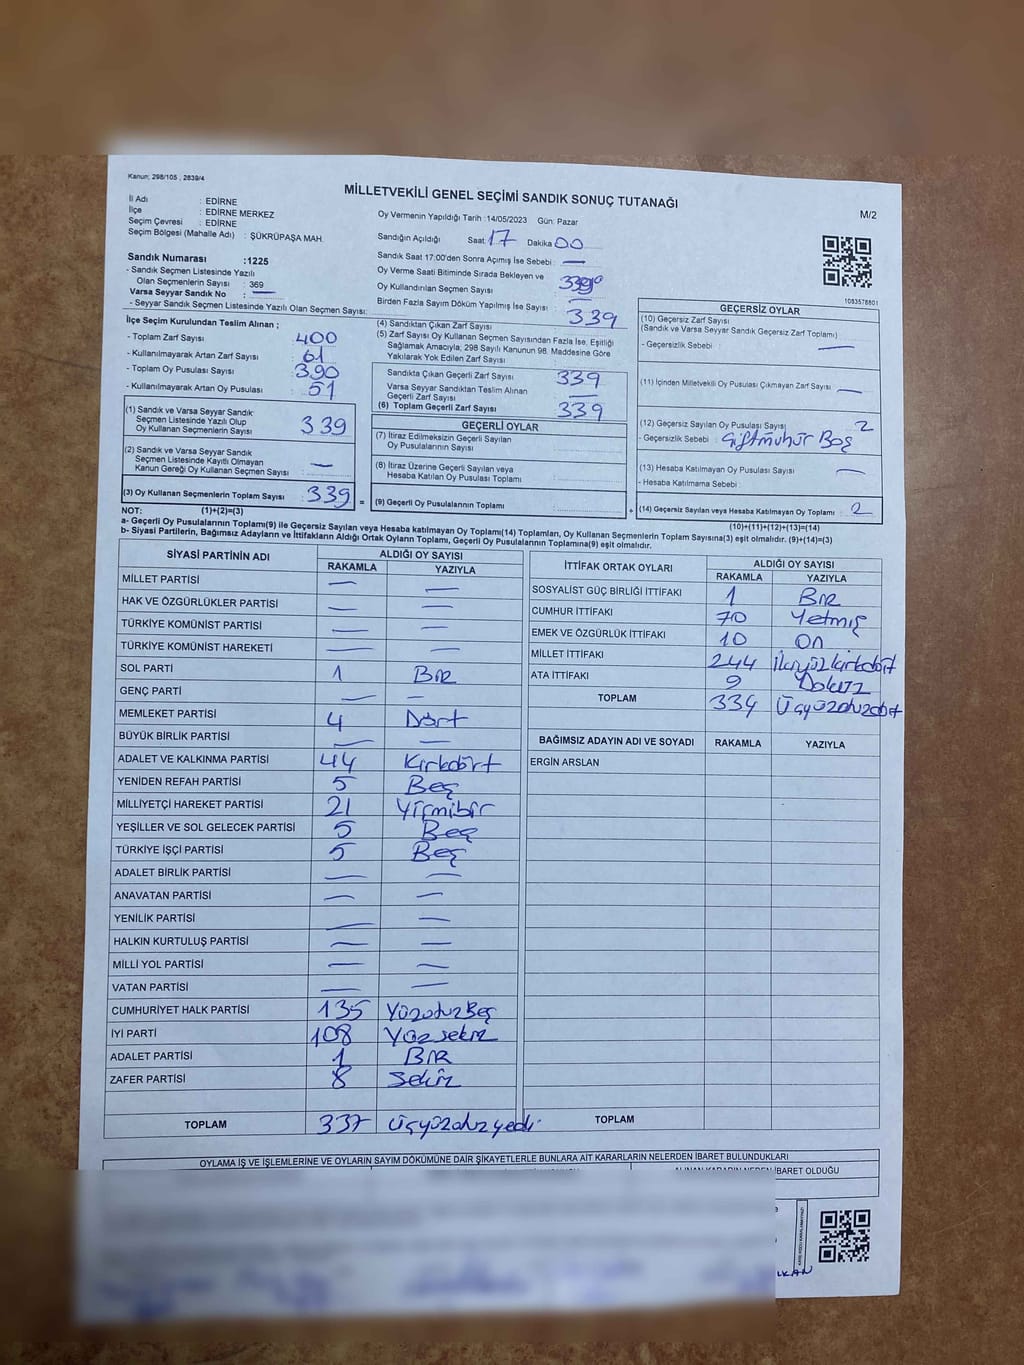 Kanun; 298/105 , 2839/4
MİLLETVEKİLİ GENEL SEÇİMİ SANDIK SONUÇ TUTANAĞI
M/2
İl Adı : EDİRNE
İlçe : EDİRNE MERKEZ
Seçim Çevresi : EDİRNE
Seçim Bölgesi (Mahalle Adı) : ŞÜKRÜPAŞA MAH.
Oy Vermenin Yapıldığı Tarih :14/05/2023 Gün: Pazar
Sandığın Açıldığı Saat: 17 Dakika 00
Sandık Numarası :1225
- Sandık Seçmen Listesinde Yazılı
Olan Seçmenlerin Sayısı : 369
Varsa Seyyar Sandık No : —
- Seyyar Sandık Seçmen Listesinde Yazılı Olan Seçmen Sayısı:
Sandık Saat 17:00'den Sonra Açılmış İse Sebebi : —
Oy Verme Saati Bitiminde Sırada Bekleyen ve
Oy Kullandırılan Seçmen Sayısı :
Birden Fazla Sayım Döküm Yapılmış İse Sayısı : —
1083578801
İlçe Seçim Kurulundan Teslim Alınan ;
- Toplam Zarf Sayısı : 400
- Kullanılmayarak Artan Zarf Sayısı : 61
- Toplam Oy Pusulası Sayısı : 390
- Kullanılmayarak Artan Oy Pusulası : 51
(1) Sandık ve Varsa Seyyar Sandık
Seçmen Listesinde Yazılı Olup
Oy Kullanan Seçmenlerin Sayısı : 339
(2) Sandık ve Varsa Seyyar Sandık
Seçmen Listesinde Kayıtlı Olmayan
Kanun Gereği Oy Kullanan Seçmen Sayısı : —
(3) Oy Kullanan Seçmenlerin Toplam Sayısı : 339
(4) Sandıktan Çıkan Zarf Sayısı : 339
(5) Zarf Sayısı Oy Kullanan Seçmen Sayısından Fazla İse, Eşitliği
Sağlamak Amacıyla; 298 Sayılı Kanunun 98. Maddesine Göre
Yakılarak Yok Edilen Zarf Sayısı :
Sandıkta Çıkan Geçerli Zarf Sayısı : 339
Varsa Seyyar Sandıktan Teslim Alınan
Geçerli Zarf Sayısı : —
(6) Toplam Geçerli Zarf Sayısı : 339
GEÇERLİ OYLAR
(7) İtiraz Edilmeksizin Geçerli Sayılan
Oy Pusulalarının Sayısı :
(8) İtiraz Üzerine Geçerli Sayılan veya
Hesaba Katılan Oy Pusulaları Toplamı :
= (9) Geçerli Oy Pusulalarının Toplamı :
GEÇERSİZ OYLAR
(10) Geçersiz Zarf Sayısı
(Sandık ve Varsa Seyyar Sandık Geçersiz Zarf Toplamı)
- Geçersizlik Sebebi : —
(11) İçinden Milletvekili Oy Pusulası Çıkmayan Zarf Sayısı : —
(12) Geçersiz Sayılan Oy Pusulası Sayısı : 2
- Geçersizlik Sebebi : Çiftmühür Boş
(13) Hesaba Katılmayan Oy Pusulası Sayısı : —
- Hesaba Katılmama Sebebi :
+ (14) Geçersiz Sayılan veya Hesaba Katılmayan Oy Toplamı : 2
NOT: (1)+(2)=(3)
(10)+(11)+(12)+(13)=(14)
a- Geçerli Oy Pusulalarının Toplamı(9) ile Geçersiz Sayılan veya Hesaba katılmayan Oy Toplamı(14) Toplamları, Oy Kullanan Seçmenlerin Toplam Sayısına(3) eşit olmalıdır. (9)+(14)=(3)
b- Siyasi Partilerin, Bağımsız Adayların ve İttifakların Aldığı Ortak Oyların Toplamı, Geçerli Oy Pusulalarının Toplamına(9) eşit olmalıdır.
SİYASİ PARTİNİN ADI ALDIĞI OY SAYISI
RAKAMLA YAZIYLA
MİLLET PARTİSİ — —
HAK VE ÖZGÜRLÜKLER PARTİSİ — —
TÜRKİYE KOMÜNİST PARTİSİ — —
TÜRKİYE KOMÜNİST HAREKETİ — —
SOL PARTİ 1 Bir
GENÇ PARTİ — —
MEMLEKET PARTİSİ 4 Dört
BÜYÜK BİRLİK PARTİSİ — —
ADALET VE KALKINMA PARTİSİ 44 Kırkdört
YENİDEN REFAH PARTİSİ 5 Beş
MİLLİYETÇİ HAREKET PARTİSİ 21 Yirmibir
YEŞİLLER VE SOL GELECEK PARTİSİ 5 Beş
TÜRKİYE İŞÇİ PARTİSİ 5 Beş
ADALET BİRLİK PARTİSİ — —
ANAVATAN PARTİSİ — —
YENİLİK PARTİSİ — —
HALKIN KURTULUŞ PARTİSİ — —
MİLLİ YOL PARTİSİ — —
VATAN PARTİSİ — —
CUMHURİYET HALK PARTİSİ 135 YüzotuzBeş
İYİ PARTİ 108 Yüzsekiz
ADALET PARTİSİ 1 Bir
ZAFER PARTİSİ 8 Sekiz
TOPLAM 337 Üçyüzotuzyedi
İTTİFAK ORTAK OYLARI ALDIĞI OY SAYISI
RAKAMLA YAZIYLA
SOSYALİST GÜÇ BİRLİĞİ İTTİFAKI 1 Bir
CUMHUR İTTİFAKI 70 Yetmiş
EMEK VE ÖZGÜRLÜK İTTİFAKI 10 On
MİLLET İTTİFAKI 244 İkiyüzkırkdört
ATA İTTİFAKI 9 Dokuz
TOPLAM 334 Üçyüzotuzdört
BAĞIMSIZ ADAYIN ADI VE SOYADI RAKAMLA YAZIYLA
ERGİN ARSLAN
TOPLAM
OYLAMA İŞ VE İŞLEMLERİNE VE OYLARIN SAYIM DÖKÜMÜNE DAİR ŞİKAYETLERLE BUNLARA AİT KARARLARIN NELERDEN İBARET BULUNDUKLARI
ALINAN KARARIN NEDEN İBARET OLDUĞU